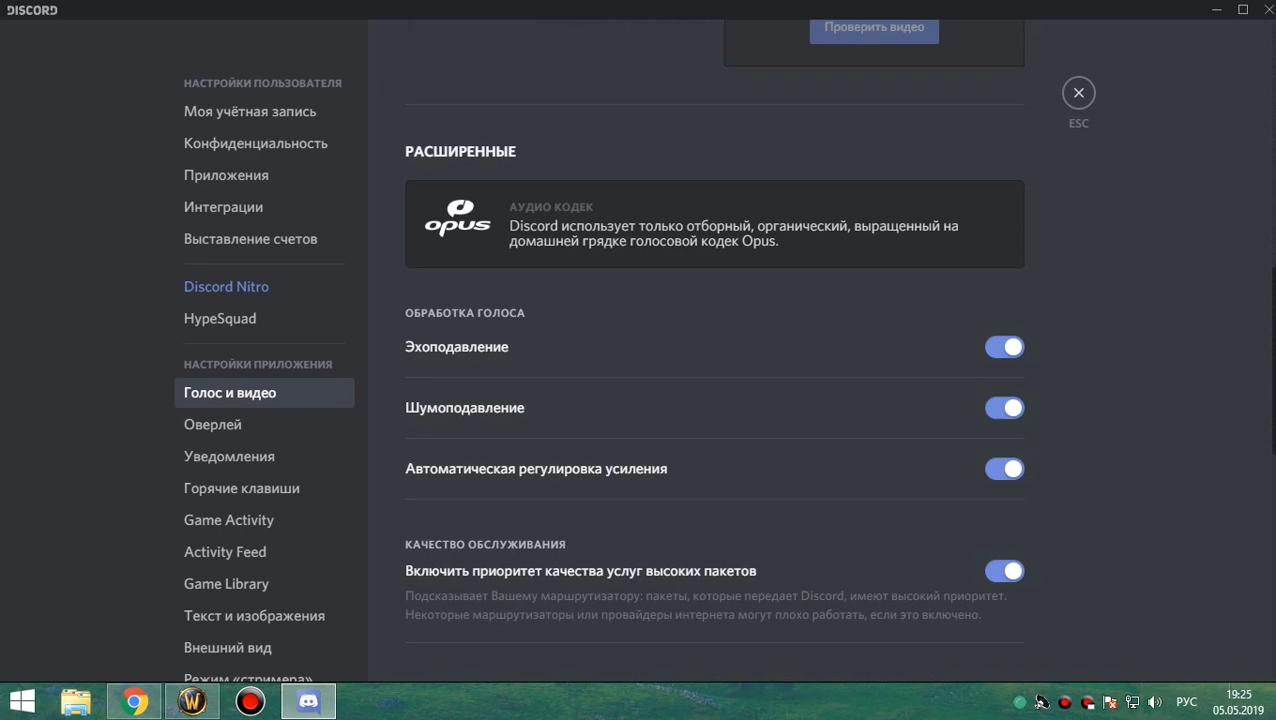 DISCORD
Проверить видео
НАСТРОЙКИ ПОЛЬЗОВАТЕЛЯ
Моя учётная запись
Конфиденциальность
Приложения
Интеграции
Выставление счетов
Discord Nitro
HypeSquad
НАСТРОЙКИ ПРИЛОЖЕНИЯ
Голос и видео
Оверлей
Уведомления
Горячие клавиши
Game Activity
Activity Feed
Game Library
Текст и изображения
Внешний вид
Режим «стримера»
ESC
РАСШИРЕННЫЕ
opus
АУДИО КОДЕК
Discord использует только отборный, органический, выращенный на
домашней грядке голосовой кодек Opus.
ОБРАБОТКА ГОЛОСА
Эхоподавление
Шумоподавление
Автоматическая регулировка усиления
КАЧЕСТВО ОБСЛУЖИВАНИЯ
Включить приоритет качества услуг высоких пакетов
Подсказывает Вашему маршрутизатору: пакеты, которые передает Discord, имеют высокий приоритет.
Некоторые маршрутизаторы или провайдеры интернета могут плохо работать, если это включено.
W
РУС
19:25
05.05.2019